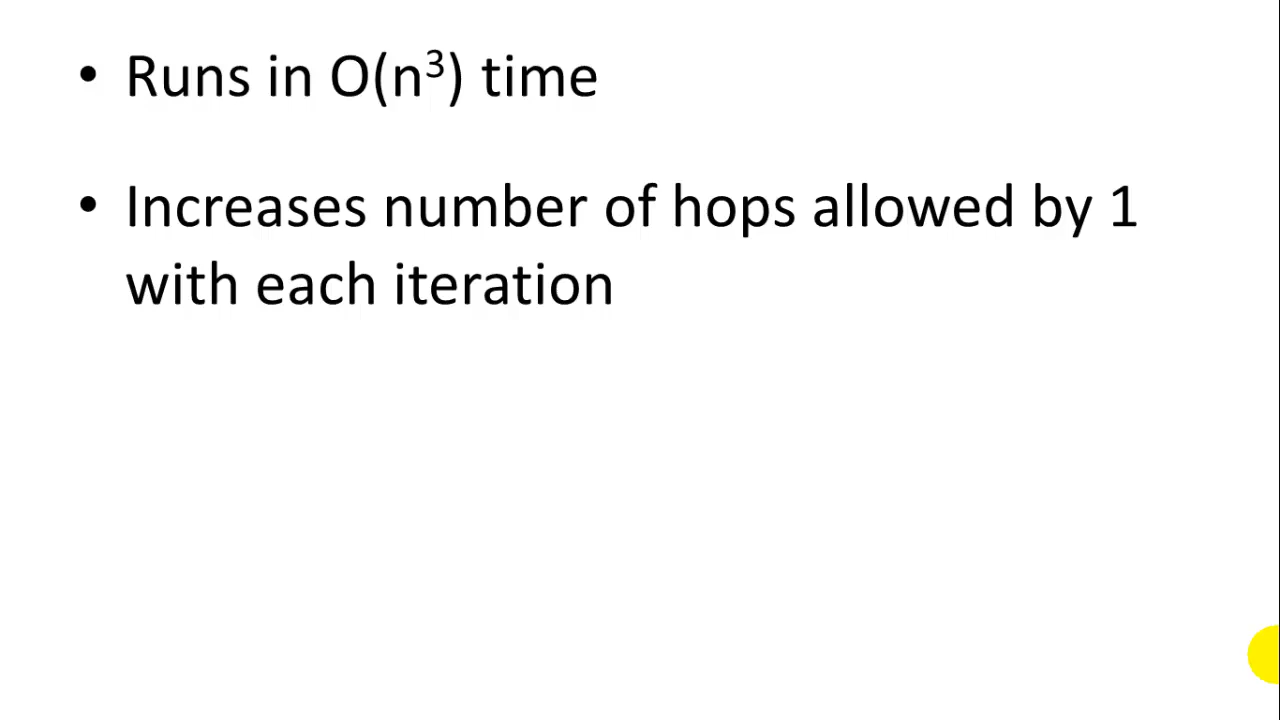 • Runs in O(n³) time
• Increases number of hops allowed by 1
with each iteration